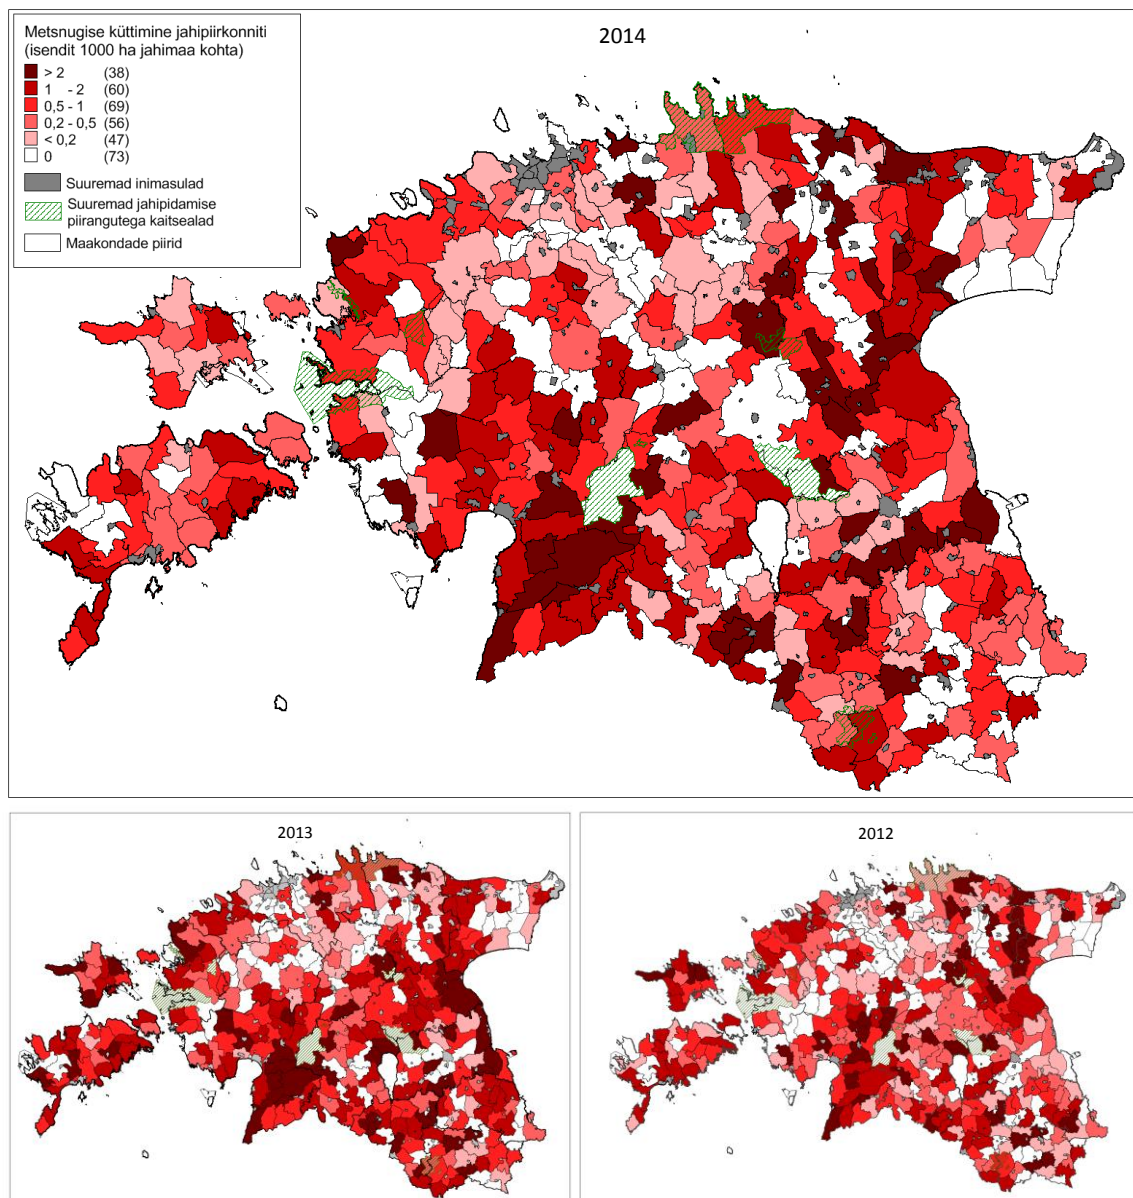 Metsnugise küttimine jahipiirkonniti
(isendit 1000 ha jahimaa kohta)
> 2 (38)
1 - 2 (60)
0,5 - 1 (69)
0,2 - 0,5 (56)
< 0,2 (47)
0 (73)
Suuremad inimasulad
Suuremad jahipidamise
piirangutega kaitsealad
Maakondade piirid
2014
2013
2012